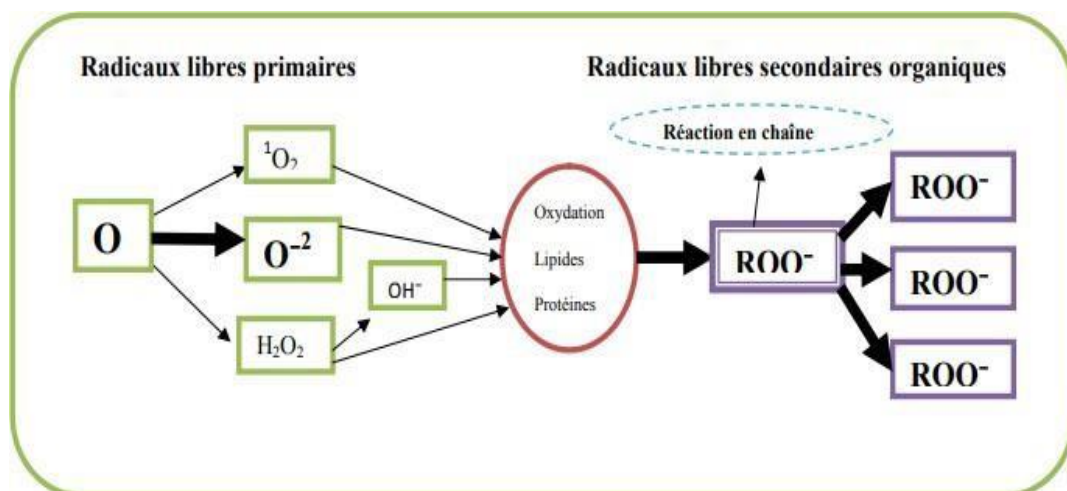 Radicaux libres primaires
Radicaux libres secondaires organiques
Réaction en chaîne
¹O₂
ROO⁻
O
O⁻²
Oxydation
Lipides
Protéines
ROO⁻
ROO⁻
OH⁻
H₂O₂
ROO⁻